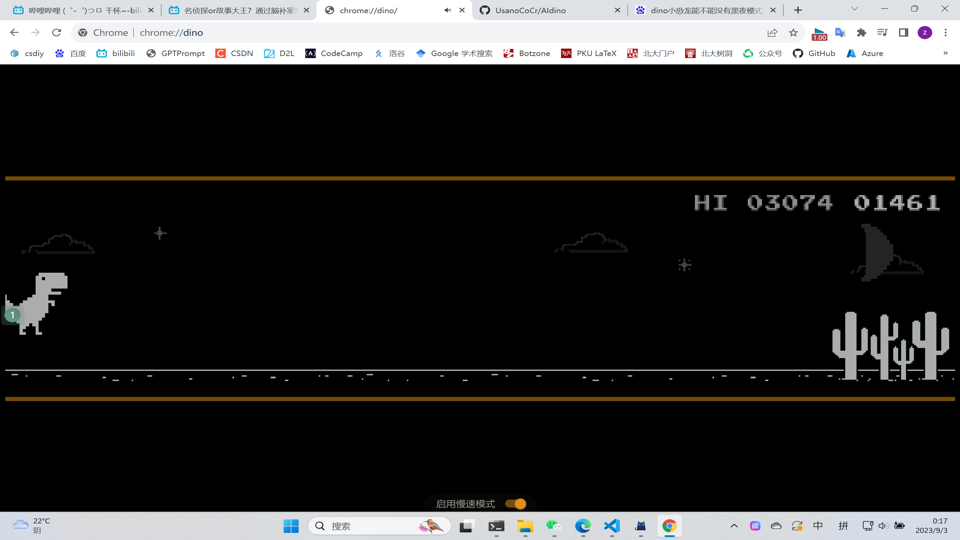 哔哩哔哩 (゜-゜)つロ 干杯~-bili
名侦探or故事大王？通过脑补案
chrome://dino/
UsanoCoCr/AIdino
dino小恐龙能不能没有黑夜模式
Chrome | chrome://dino
1.00
z
csdiy 百度 bilibili GPTPrompt CSDN D2L CodeCamp 洛谷 Google 学术搜索 Botzone PKU LaTeX 北大门户 北大树洞 公众号 GitHub Azure »
HI 03074 01461
1
启用慢速模式
22°C
阴
搜索
中 拼
0:17
2023/9/3